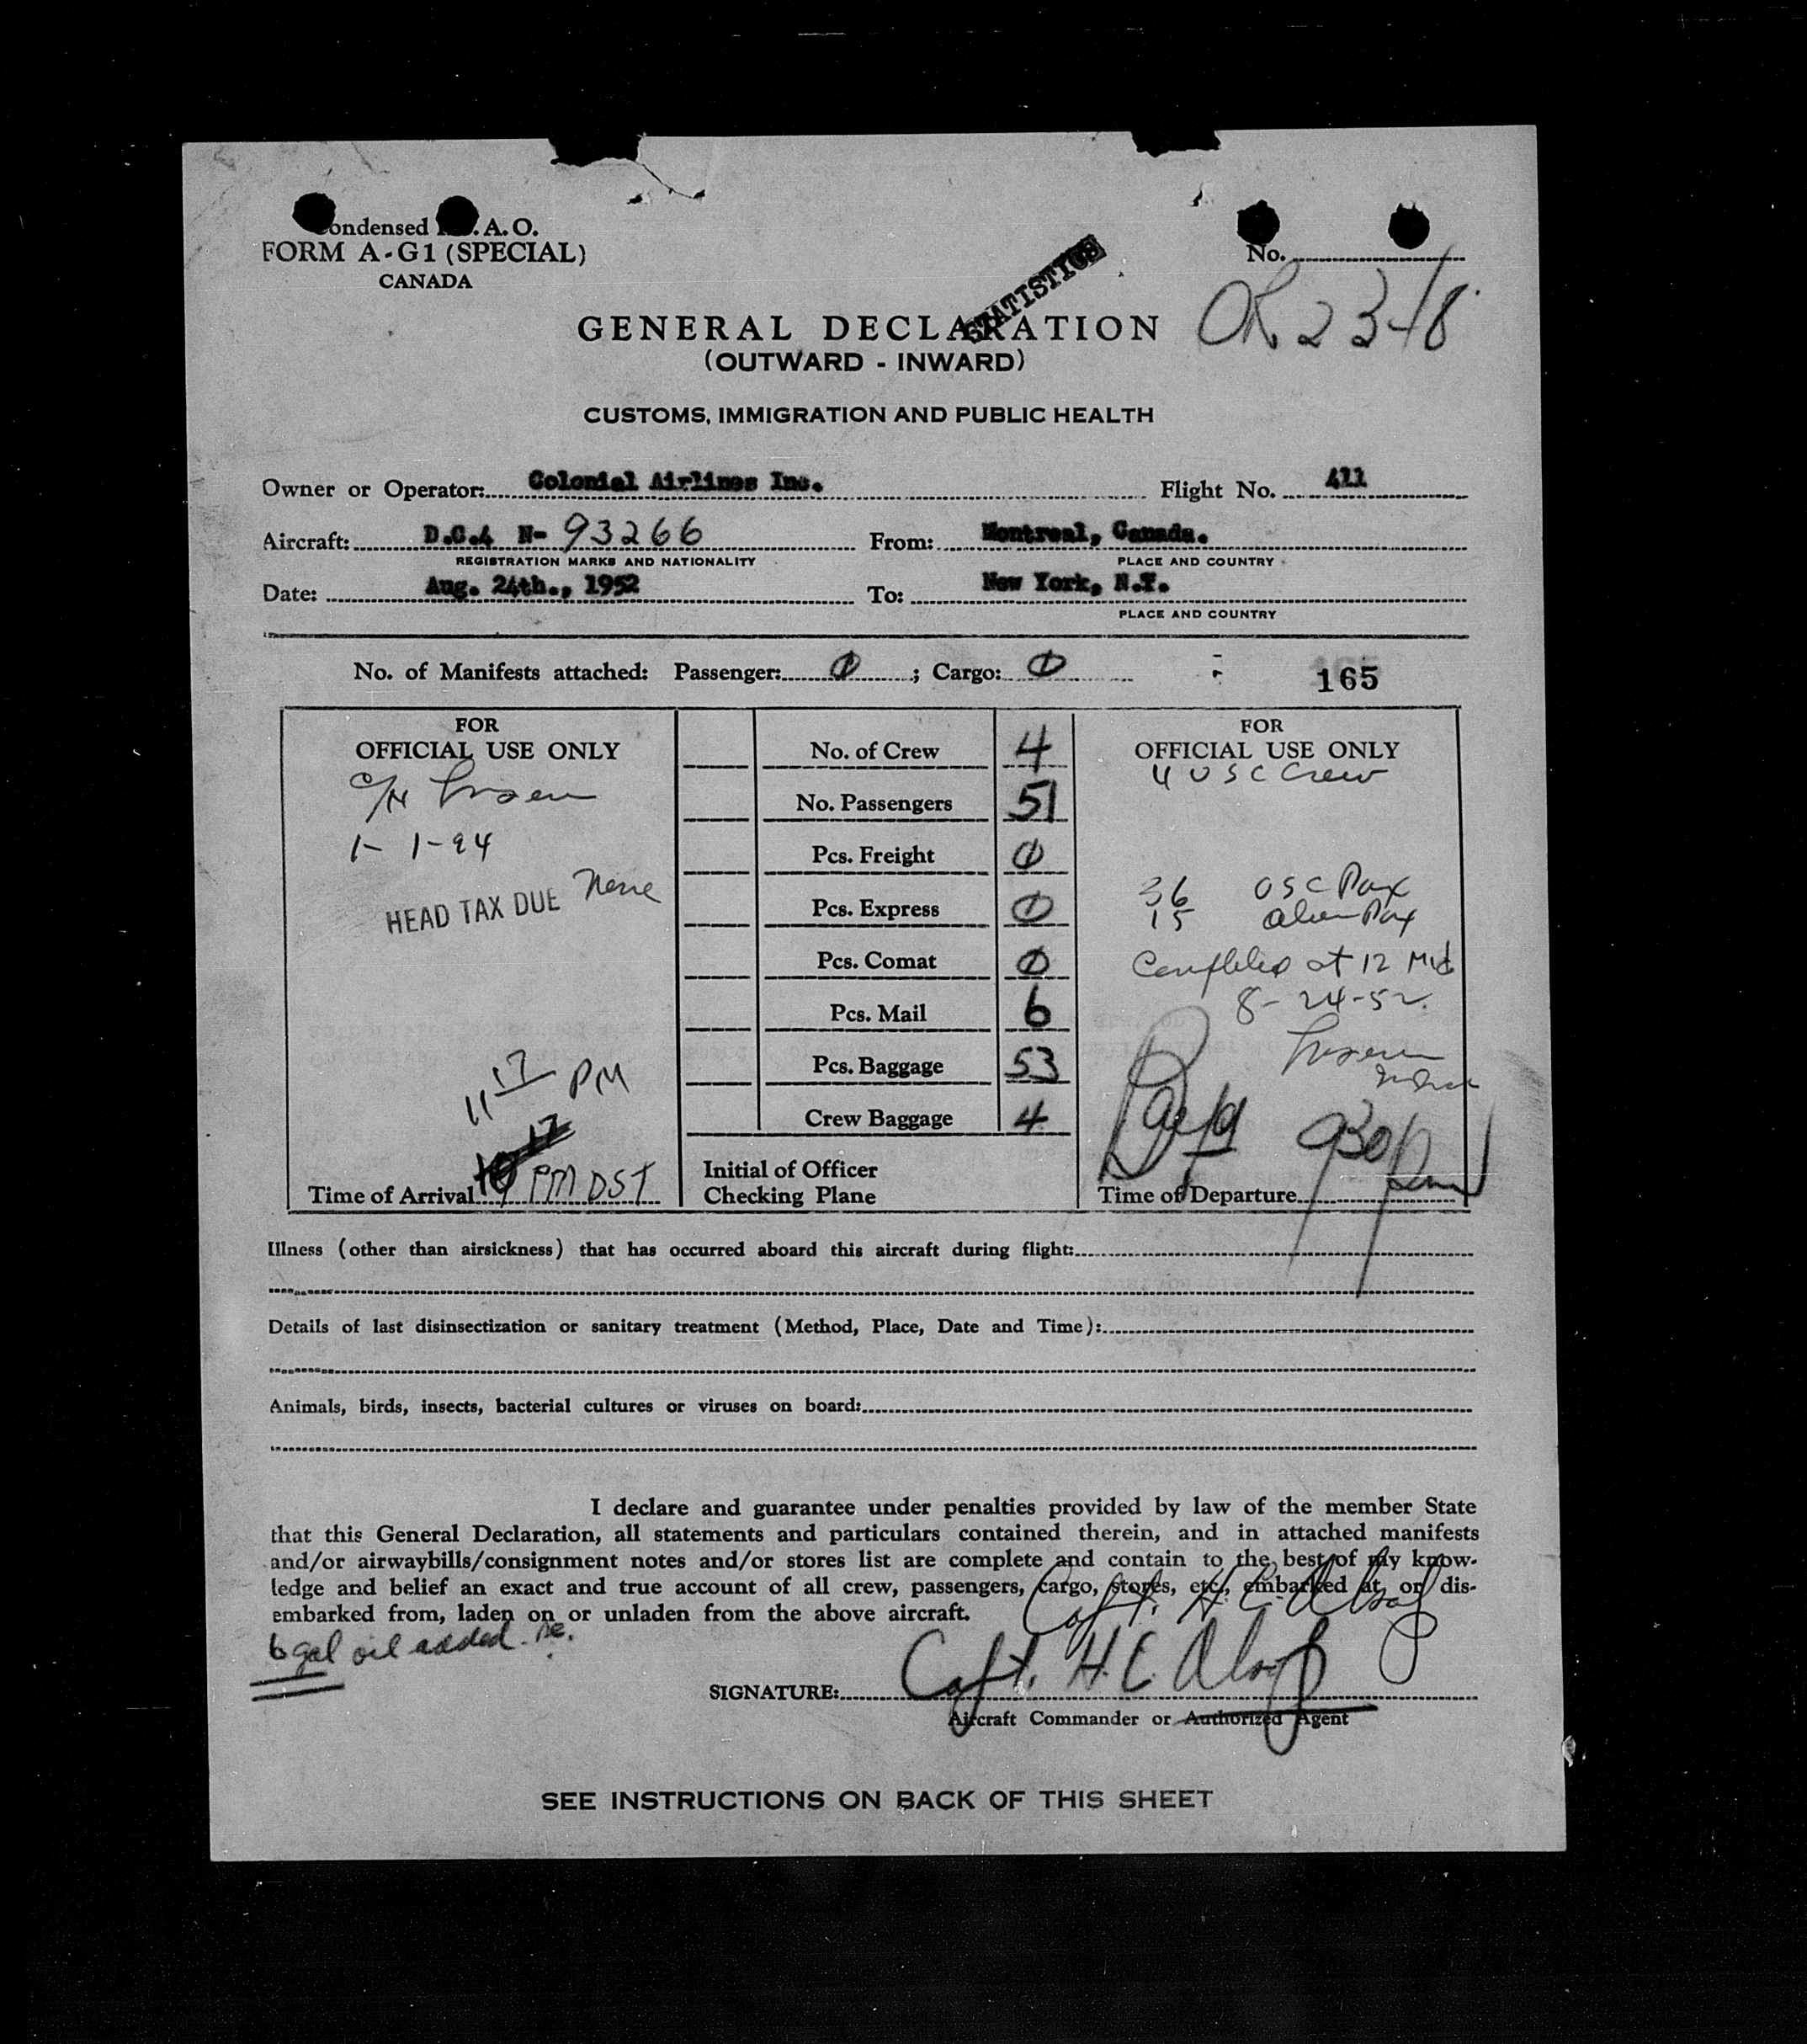 ondensed I. .A.O.
FORM A-G1 (SPECIAL)
CANADA
No.
STATISTICS
GENERAL DECLARATION
(OUTWARD - INWARD)
CUSTOMS, IMMIGRATION AND PUBLIC HEALTH
Owner or Operator: Colonial Airlines Inc. Flight No. 411
Aircraft: D.C.4 N- 93266 From: Montreal, Canada.
REGISTRATION MARKS AND NATIONALITY PLACE AND COUNTRY
Date: Aug. 24th., 1952 To: New York, N.Y.
PLACE AND COUNTRY
No. of Manifests attached: Passenger: 0 ; Cargo: 0 165
FOR
OFFICIAL USE ONLY
1-1-94
HEAD TAX DUE None
11 17 PM
PM DST
Time of Arrival
No. of Crew 4
No. Passengers 51
Pcs. Freight 0
Pcs. Express 0
Pcs. Comat 0
Pcs. Mail 6
Pcs. Baggage 53
Crew Baggage 4
Initial of Officer
Checking Plane
FOR
OFFICIAL USE ONLY
4 USC Crew
36 USC Pax
15 alien Pax
Completed at 12 Mid
8-24-52.
930 pm
Time of Departure
Illness (other than airsickness) that has occurred aboard this aircraft during flight:
Details of last disinsectization or sanitary treatment (Method, Place, Date and Time):
Animals, birds, insects, bacterial cultures or viruses on board:
I declare and guarantee under penalties provided by law of the member State
that this General Declaration, all statements and particulars contained therein, and in attached manifests
and/or airwaybills/consignment notes and/or stores list are complete and contain to the best of my know-
ledge and belief an exact and true account of all crew, passengers, cargo, stores, etc., embarked at, or dis-
embarked from, laden on or unladen from the above aircraft.
Capt. H.C.
6 gal oil added.
SIGNATURE: Capt. H.C.
Aircraft Commander or Authorized Agent
SEE INSTRUCTIONS ON BACK OF THIS SHEET